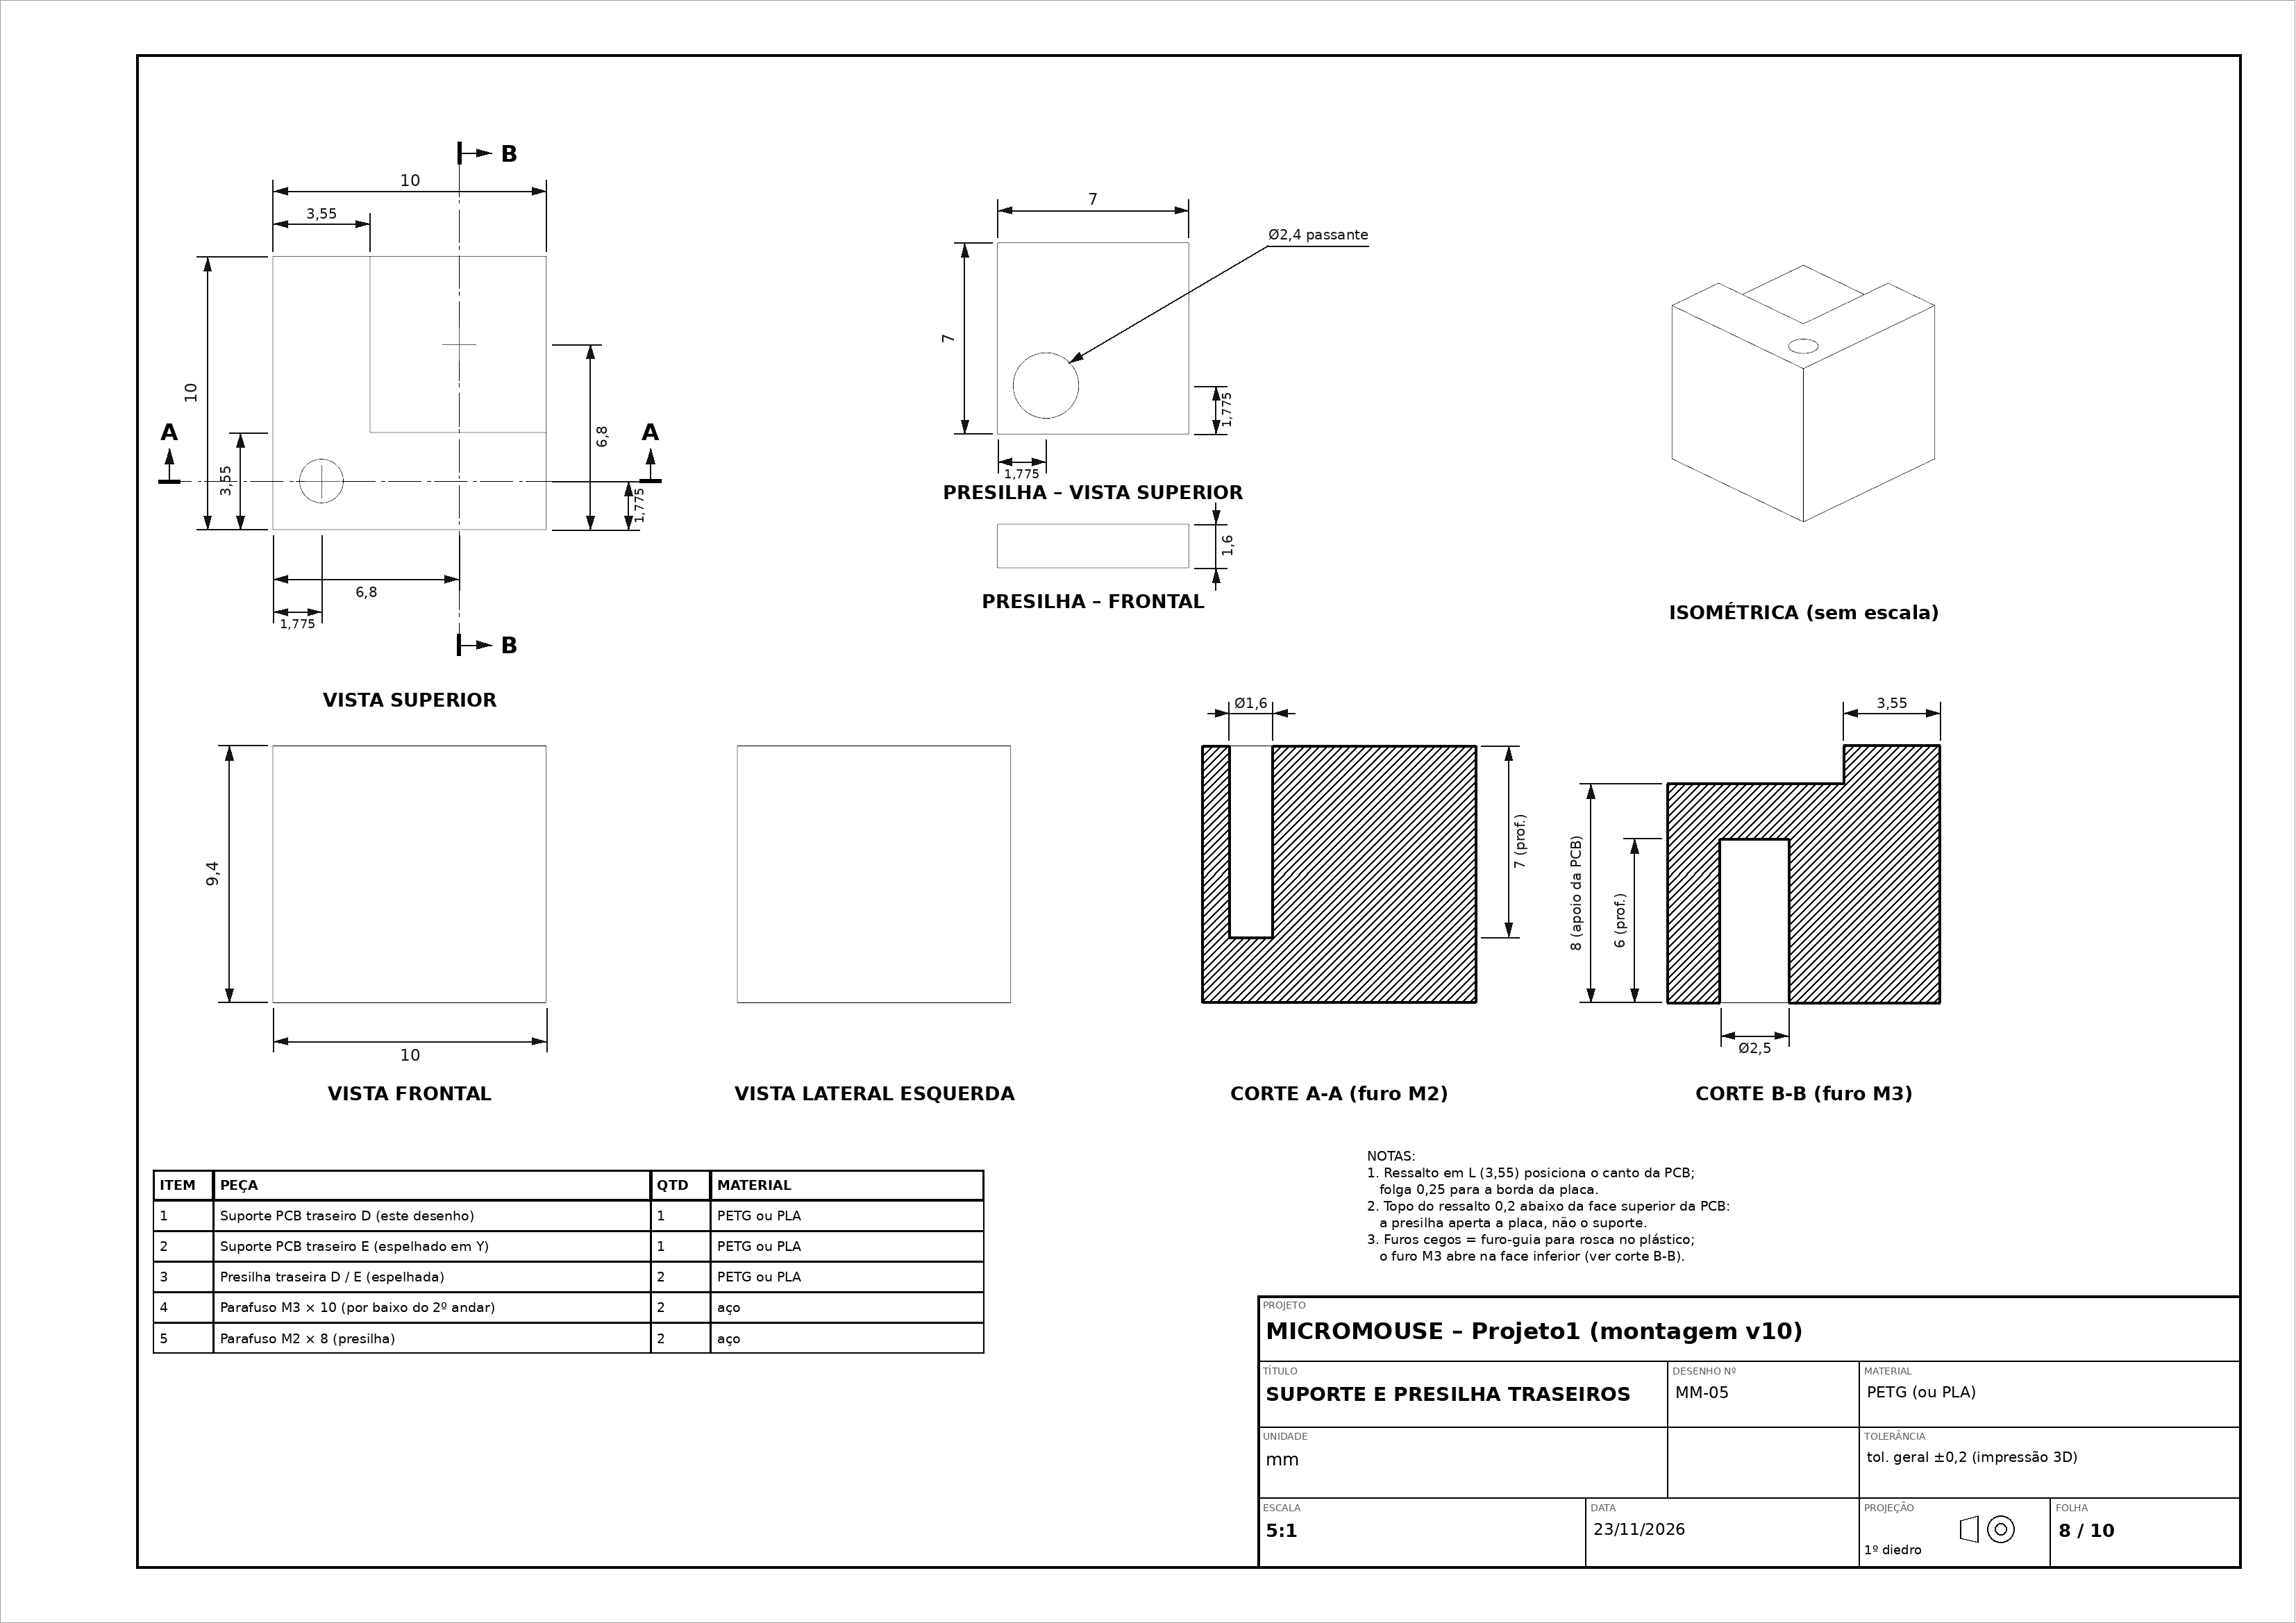 B
10
3,55
10
3,55
A
A
6,8
1,775
6,8
1,775
B
VISTA SUPERIOR
7
7
Ø2,4 passante
1,775
1,775
PRESILHA – VISTA SUPERIOR
1,6
PRESILHA – FRONTAL
ISOMÉTRICA (sem escala)
9,4
10
VISTA FRONTAL
VISTA LATERAL ESQUERDA
Ø1,6
7 (prof.)
CORTE A-A (furo M2)
3,55
8 (apoio da PCB)
6 (prof.)
Ø2,5
CORTE B-B (furo M3)
ITEM PEÇA QTD MATERIAL
1 Suporte PCB traseiro D (este desenho) 1 PETG ou PLA
2 Suporte PCB traseiro E (espelhado em Y) 1 PETG ou PLA
3 Presilha traseira D / E (espelhada) 2 PETG ou PLA
4 Parafuso M3 × 10 (por baixo do 2º andar) 2 aço
5 Parafuso M2 × 8 (presilha) 2 aço
NOTAS:
1. Ressalto em L (3,55) posiciona o canto da PCB;
folga 0,25 para a borda da placa.
2. Topo do ressalto 0,2 abaixo da face superior da PCB:
a presilha aperta a placa, não o suporte.
3. Furos cegos = furo-guia para rosca no plástico;
o furo M3 abre na face inferior (ver corte B-B).
PROJETO
MICROMOUSE – Projeto1 (montagem v10)
TÍTULO DESENHO Nº MATERIAL
SUPORTE E PRESILHA TRASEIROS MM-05 PETG (ou PLA)
UNIDADE TOLERÂNCIA
mm tol. geral ±0,2 (impressão 3D)
ESCALA DATA PROJEÇÃO FOLHA
5:1 23/11/2026 8 / 10
1º diedro